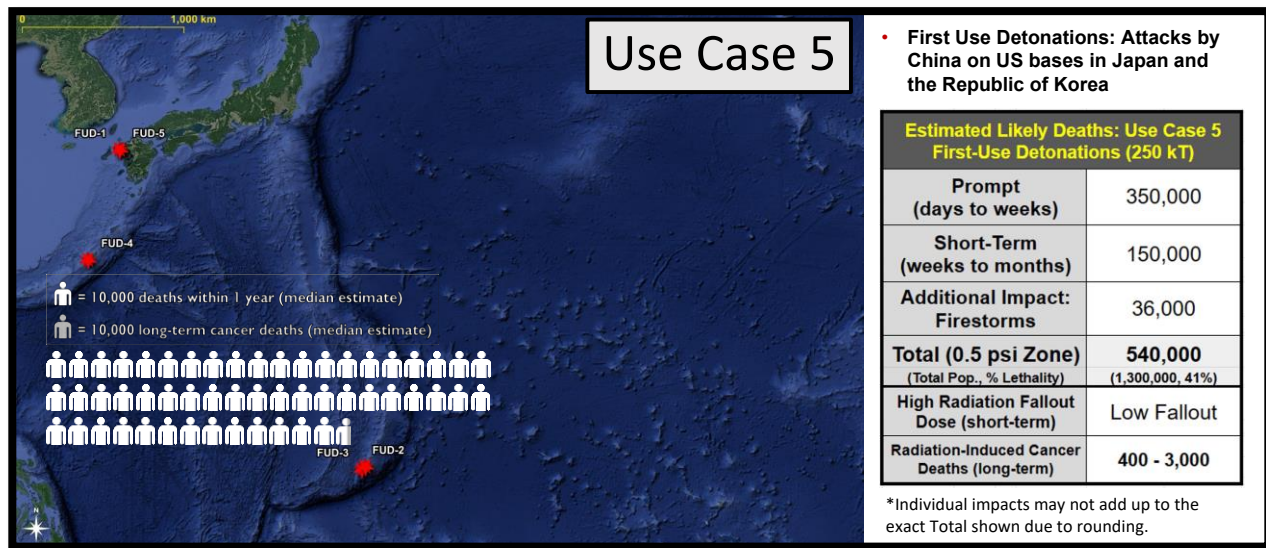 0 1,000 km
Use Case 5
FUD-1 FUD-5
FUD-4
= 10,000 deaths within 1 year (median estimate)
= 10,000 long-term cancer deaths (median estimate)
FUD-3 FUD-2
N
• First Use Detonations: Attacks by
China on US bases in Japan and
the Republic of Korea
Estimated Likely Deaths: Use Case 5
First-Use Detonations (250 kT)
Prompt
(days to weeks) 350,000
Short-Term
(weeks to months) 150,000
Additional Impact:
Firestorms 36,000
Total (0.5 psi Zone) 540,000
(Total Pop., % Lethality) (1,300,000, 41%)
High Radiation Fallout
Dose (short-term) Low Fallout
Radiation-Induced Cancer
Deaths (long-term) 400 - 3,000
*Individual impacts may not add up to the
exact Total shown due to rounding.